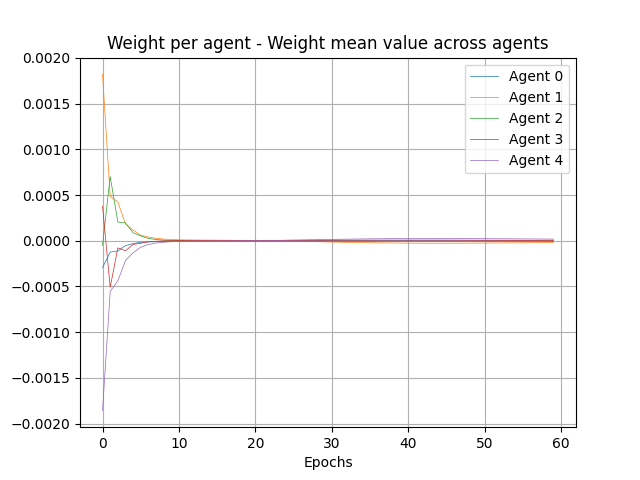 Weight per agent - Weight mean value across agents
0.0020
0.0015
0.0010
0.0005
0.0000
−0.0005
−0.0010
−0.0015
−0.0020
Agent 0
Agent 1
Agent 2
Agent 3
Agent 4
0 10 20 30 40 50 60
Epochs